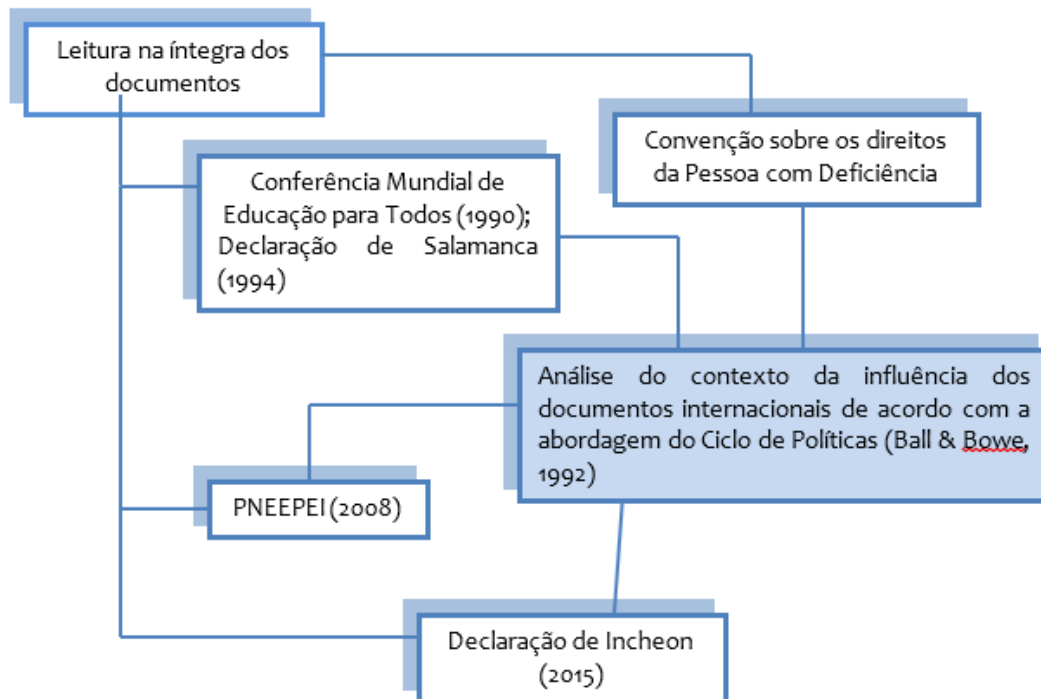 Leitura na íntegra dos
documentos
Convenção sobre os direitos
da Pessoa com Deficiência
Conferência Mundial de
Educação para Todos (1990);
Declaração de Salamanca
(1994)
Análise do contexto da influência dos
documentos internacionais de acordo com a
abordagem do Ciclo de Políticas (Ball & Bowe,
1992)
PNEEPEI (2008)
Declaração de Incheon
(2015)